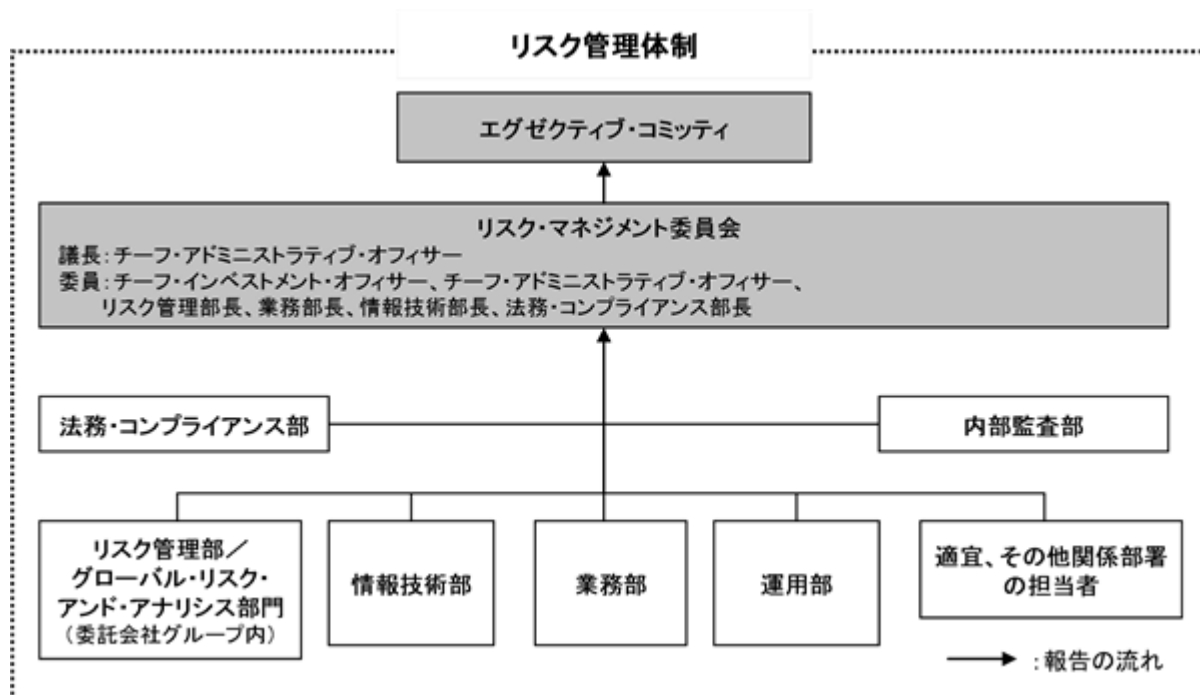 リスク管理体制
エグゼクティブ・コミッティ
リスク・マネジメント委員会
議長:チーフ・アドミニストラティブ・オフィサー
委員:チーフ・インベストメント・オフィサー、チーフ・アドミニストラティブ・オフィサー、
リスク管理部長、業務部長、情報技術部長、法務・コンプライアンス部長
法務・コンプライアンス部
内部監査部
リスク管理部/
グローバル・リスク・
アンド・アナリシス部門
(委託会社グループ内)
情報技術部
業務部
運用部
適宜、その他関係部署
の担当者
:報告の流れ